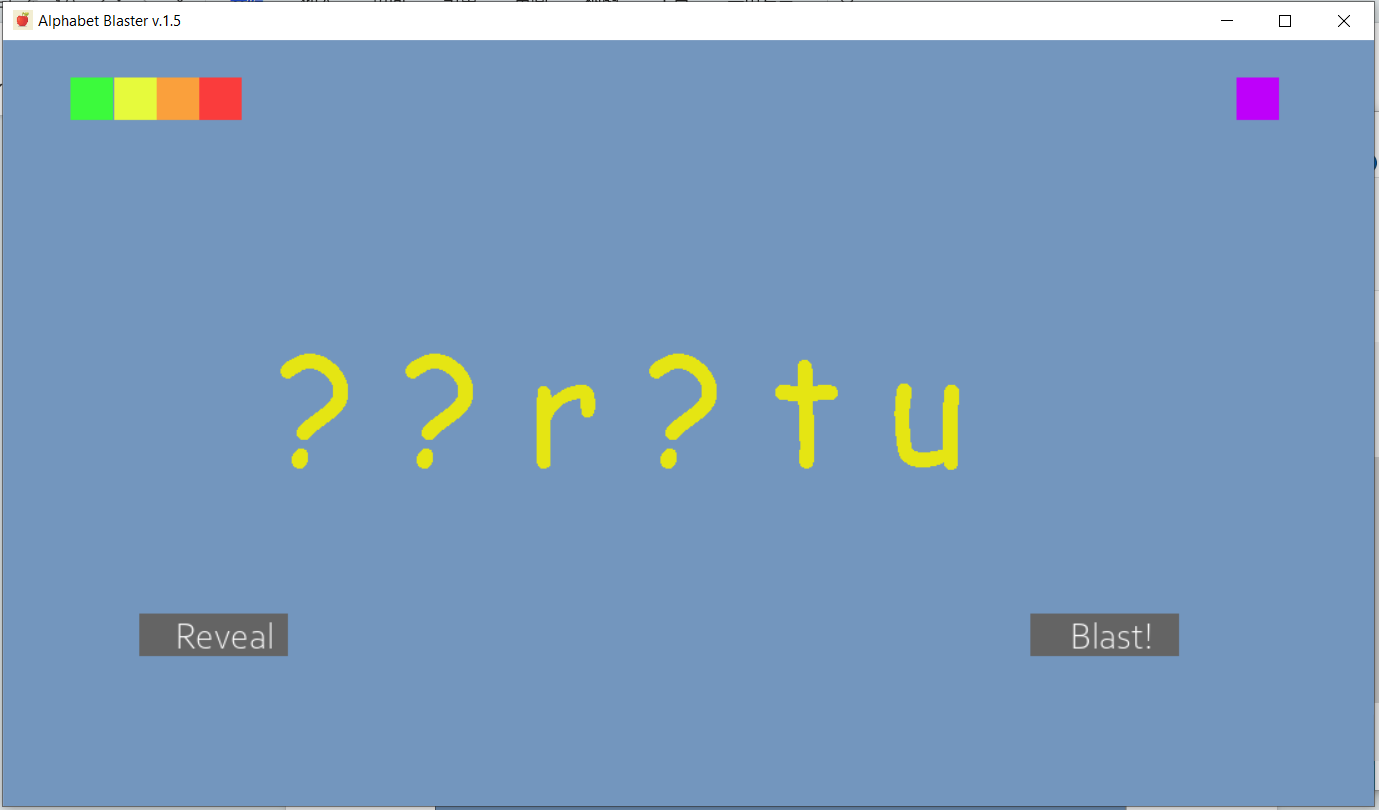 Alphabet Blaster v.1.5
? ? r ? t u
Reveal
Blast!